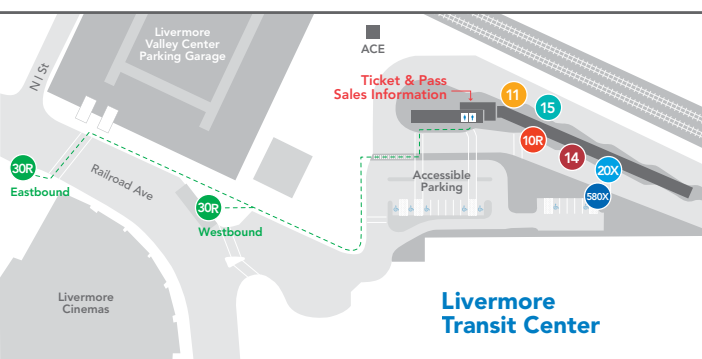 Livermore
Valley Center
Parking Garage
N I St
ACE
Ticket & Pass
Sales Information
11
15
10R
14
20X
580X
Accessible
Parking
30R
Eastbound
Railroad Ave
30R
Westbound
Livermore
Cinemas
Livermore
Transit Center